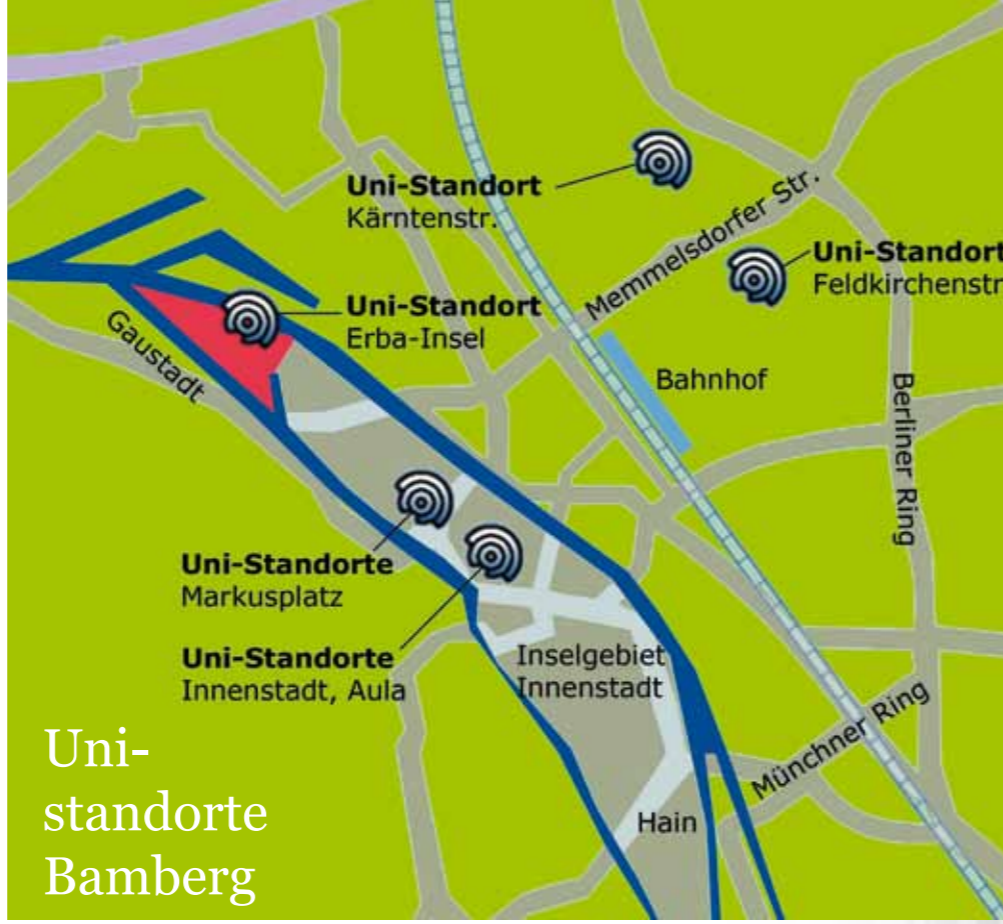 Uni-Standort
Kärntenstr.
Memmelsdorfer Str.
Uni-Standort
Feldkirchenstr
Uni-Standort
Erba-Insel
Gaustadt
Bahnhof
Berliner Ring
Uni-Standorte
Markusplatz
Uni-Standorte
Innenstadt, Aula
Inselgebiet
Innenstadt
Münchner Ring
Hain
Uni-
standorte
Bamberg